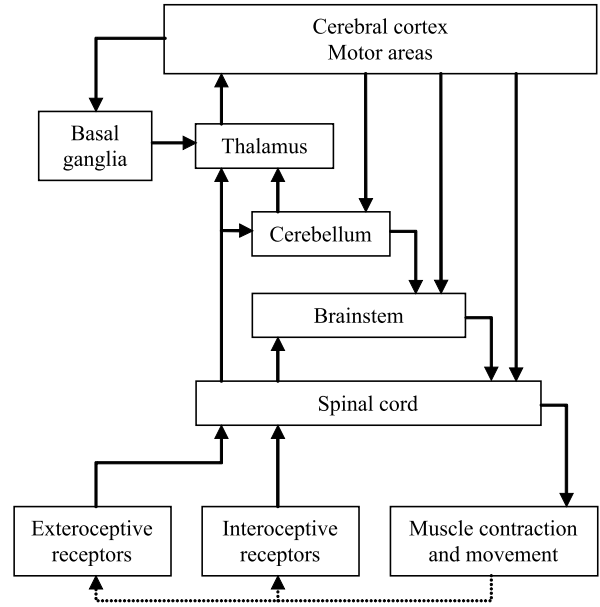 Cerebral cortex
Motor areas
Basal
ganglia
Thalamus
Cerebellum
Brainstem
Spinal cord
Exteroceptive
receptors
Interoceptive
receptors
Muscle contraction
and movement